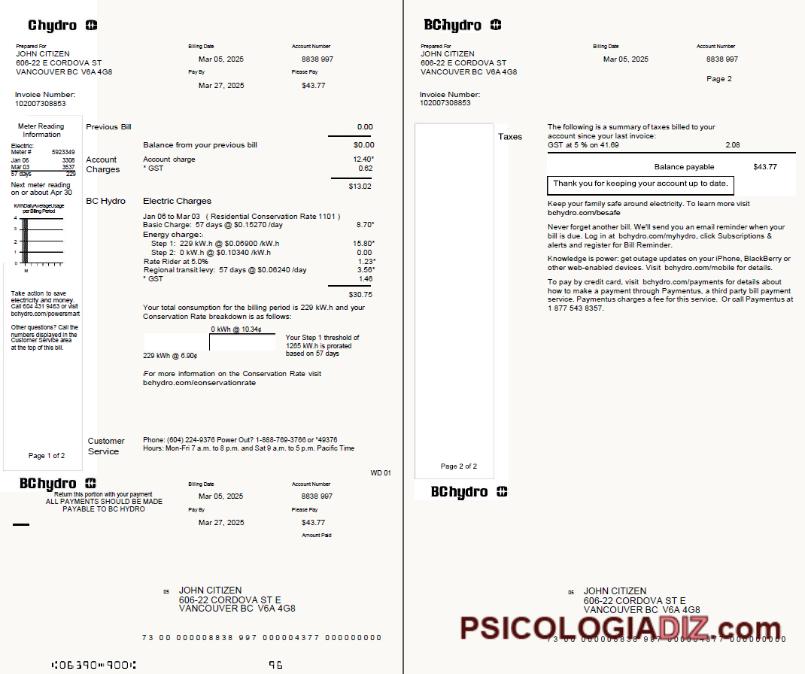 BChydro
Prepared For
JOHN CITIZEN
606-22 E CORDOVA ST
VANCOUVER BC V6A 4G8
Billing Date
Mar 05, 2025
Account Number
8838 997
Pay By
Mar 27, 2025
Please Pay
$43.77
Invoice Number:
102007308853
Meter Reading
Information
Electric:
Meter # 5923349
Jan 06 3308
Mar 03 3537
57 days 229
Next meter reading
on or about Apr 30
kWh Daily Average Usage
per Billing Period
4
3
2
1
0
M
Take action to save
electricity and money.
Call 604 431 9463 or visit
bchydro.com/powersmart
Other questions? Call the
numbers displayed in the
Customer Service area
at the top of this bill.
Page 1 of 2
Previous Bill 0.00
Balance from your previous bill $0.00
Account
Charges
Account charge 12.40*
* GST 0.62
$13.02
BC Hydro Electric Charges
Jan 06 to Mar 03 ( Residential Conservation Rate 1101 )
Basic Charge: 57 days @ $0.15270 /day 8.70*
Energy charge:.
Step 1: 229 kW.h @ $0.06900 /kW.h 15.80*
Step 2: 0 kW.h @ $0.10340 /kW.h 0.00
Rate Rider at 5.0% 1.23*
Regional transit levy: 57 days @ $0.06240 /day 3.56*
* GST 1.46
$30.75
Your total consumption for the billing period is 229 kW.h and your
Conservation Rate breakdown is as follows:
0 kWh @ 10.34¢
229 kW.h @ 6.90¢
Your Step 1 threshold of
1265 kW.h is prorated
based on 57 days
For more information on the Conservation Rate visit
bchydro.com/conservationrate
Customer
Service
Phone: (604) 224-9376 Power Out? 1-888-769-3766 or *49376
Hours: Mon-Fri 7 a.m. to 8 p.m. and Sat 9 a.m. to 5 p.m. Pacific Time
WD 01
BChydro
Return this portion with your payment
ALL PAYMENTS SHOULD BE MADE
PAYABLE TO BC HYDRO
Billing Date
Mar 05, 2025
Account Number
8838 997
Pay By
Mar 27, 2025
Please Pay
$43.77
Amount Paid
05 JOHN CITIZEN
606-22 CORDOVA ST E
VANCOUVER BC V6A 4G8
73 00 000008838 997 000004377 000000000
96
BChydro
Prepared For
JOHN CITIZEN
606-22 E CORDOVA ST
VANCOUVER BC V6A 4G8
Billing Date
Mar 05, 2025
Account Number
8838 997
Page 2
Invoice Number:
102007308853
Taxes
The following is a summary of taxes billed to your
account since your last invoice:
GST at 5 % on 41.69 2.08
Balance payable $43.77
Thank you for keeping your account up to date.
Keep your family safe around electricity. To learn more visit
bchydro.com/besafe
Never forget another bill. We'll send you an email reminder when your
bill is due. Log in at bchydro.com/myhydro, click Subscriptions &
alerts and register for Bill Reminder.
Knowledge is power: get outage updates on your iPhone, BlackBerry or
other web-enabled devices. Visit bchydro.com/mobile for details.
To pay by credit card, visit bchydro.com/payments for details about
how to make a payment through Paymentus, a third party bill payment
service. Paymentus charges a fee for this service. Or call Paymentus at
1 877 543 8357.
Page 2 of 2
BChydro
JOHN CITIZEN
606-22 CORDOVA ST E
VANCOUVER BC V6A 4G8
PSICOLOGIADIZ.com